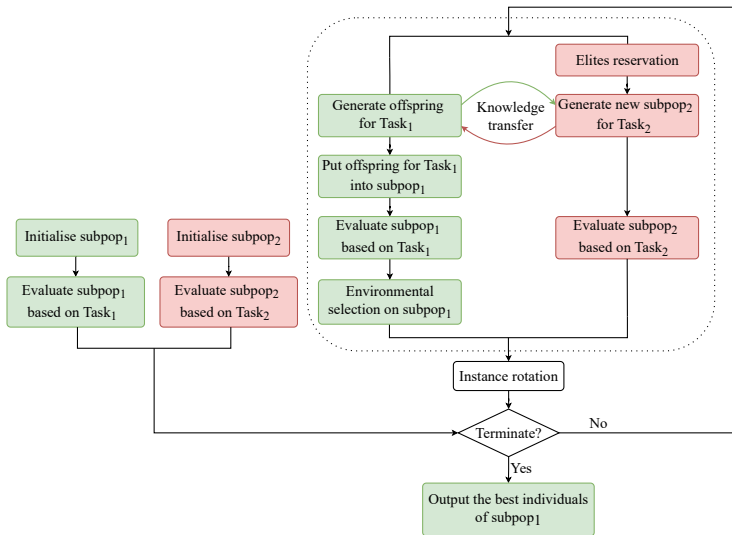 Elites reservation
Generate offspring
for Task1
Knowledge
transfer
Generate new subpop2
for Task2
Put offspring for Task1
into subpop1
Initialise subpop1
Initialise subpop2
Evaluate subpop1
based on Task1
Evaluate subpop2
based on Task2
Evaluate subpop1
based on Task1
Evaluate subpop2
based on Task2
Environmental
selection on subpop1
Instance rotation
Terminate?
No
Yes
Output the best individuals
of subpop1